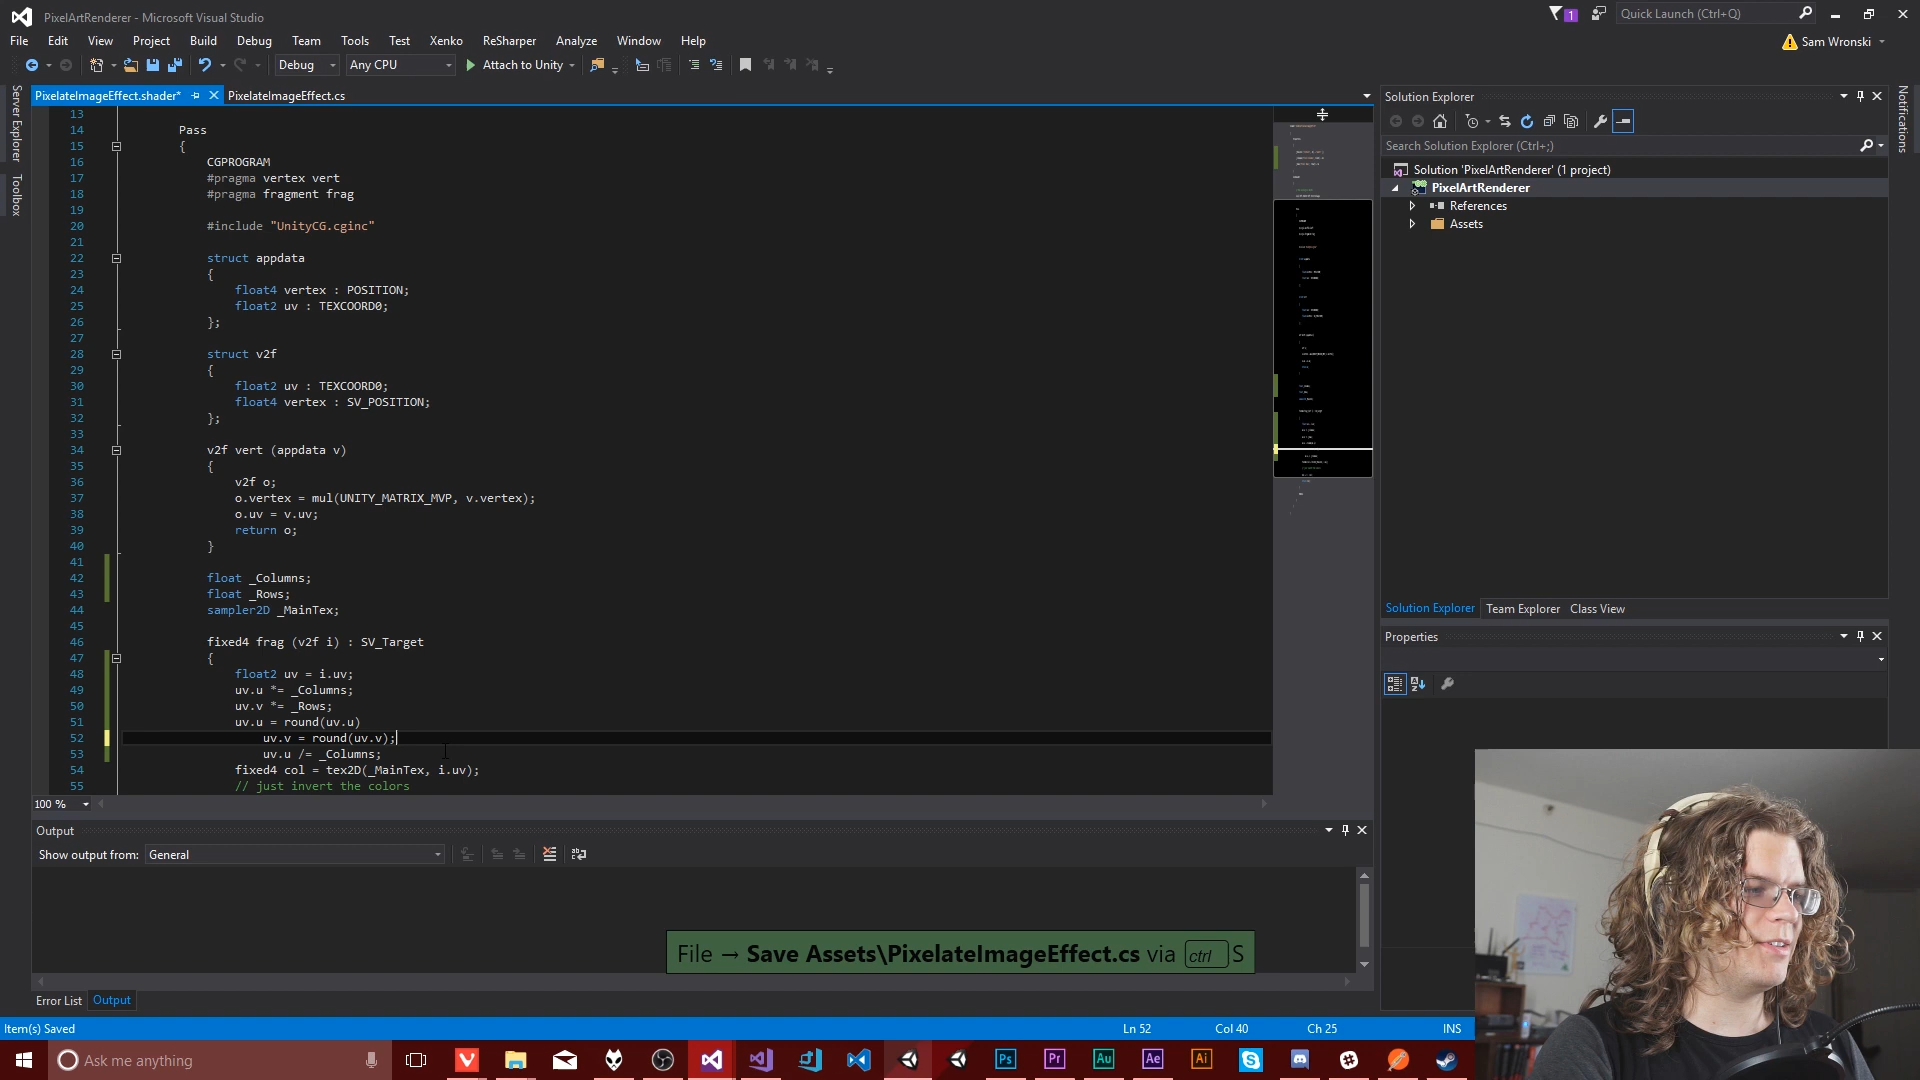 PixelArtRenderer - Microsoft Visual Studio
1
Quick Launch (Ctrl+Q)
File Edit View Project Build Debug Team Tools Test Xenko ReSharper Analyze Window Help
Sam Wronski
Debug
Any CPU
Attach to Unity
Server Explorer
Toolbox
PixelateImageEffect.shader*
PixelateImageEffect.cs
13
14 Pass
15 {
16 CGPROGRAM
17 #pragma vertex vert
18 #pragma fragment frag
19
20 #include "UnityCG.cginc"
21
22 struct appdata
23 {
24 float4 vertex : POSITION;
25 float2 uv : TEXCOORD0;
26 };
27
28 struct v2f
29 {
30 float2 uv : TEXCOORD0;
31 float4 vertex : SV_POSITION;
32 };
33
34 v2f vert (appdata v)
35 {
36 v2f o;
37 o.vertex = mul(UNITY_MATRIX_MVP, v.vertex);
38 o.uv = v.uv;
39 return o;
40 }
41
42 float _Columns;
43 float _Rows;
44 sampler2D _MainTex;
45
46 fixed4 frag (v2f i) : SV_Target
47 {
48 float2 uv = i.uv;
49 uv.u *= _Columns;
50 uv.v *= _Rows;
51 uv.u = round(uv.u)
52 uv.v = round(uv.v);
53 uv.u /= _Columns;
54 fixed4 col = tex2D(_MainTex, i.uv);
55 // just invert the colors
100 %
Output
Show output from: General
File → Save Assets\PixelateImageEffect.cs via ctrl S
Error List
Output
Solution Explorer
Search Solution Explorer (Ctrl+;)
Solution 'PixelArtRenderer' (1 project)
PixelArtRenderer
References
Assets
Solution Explorer Team Explorer Class View
Properties
Notifications
Item(s) Saved
Ln 52
Col 40
Ch 25
INS
Ask me anything
Ps
Pr
Au
Ae
Ai